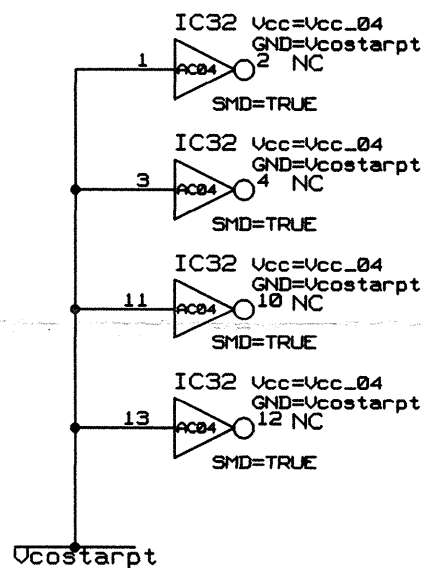 IC32 Vcc=Vcc_04
GND=Vcostarpt
1 AC04 2 NC
SMD=TRUE
IC32 Vcc=Vcc_04
GND=Vcostarpt
3 AC04 4 NC
SMD=TRUE
IC32 Vcc=Vcc_04
GND=Vcostarpt
11 AC04 10 NC
SMD=TRUE
IC32 Vcc=Vcc_04
GND=Vcostarpt
13 AC04 12 NC
SMD=TRUE
Vcostarpt